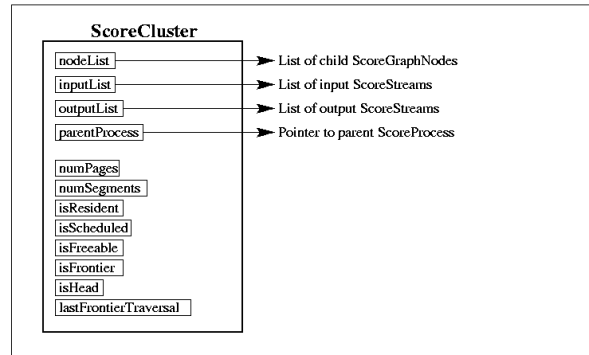 ScoreCluster
nodeList List of child ScoreGraphNodes
inputList List of input ScoreStreams
outputList List of output ScoreStreams
parentProcess Pointer to parent ScoreProcess
numPages
numSegments
isResident
isScheduled
isFreeable
isFrontier
isHead
lastFrontierTraversal